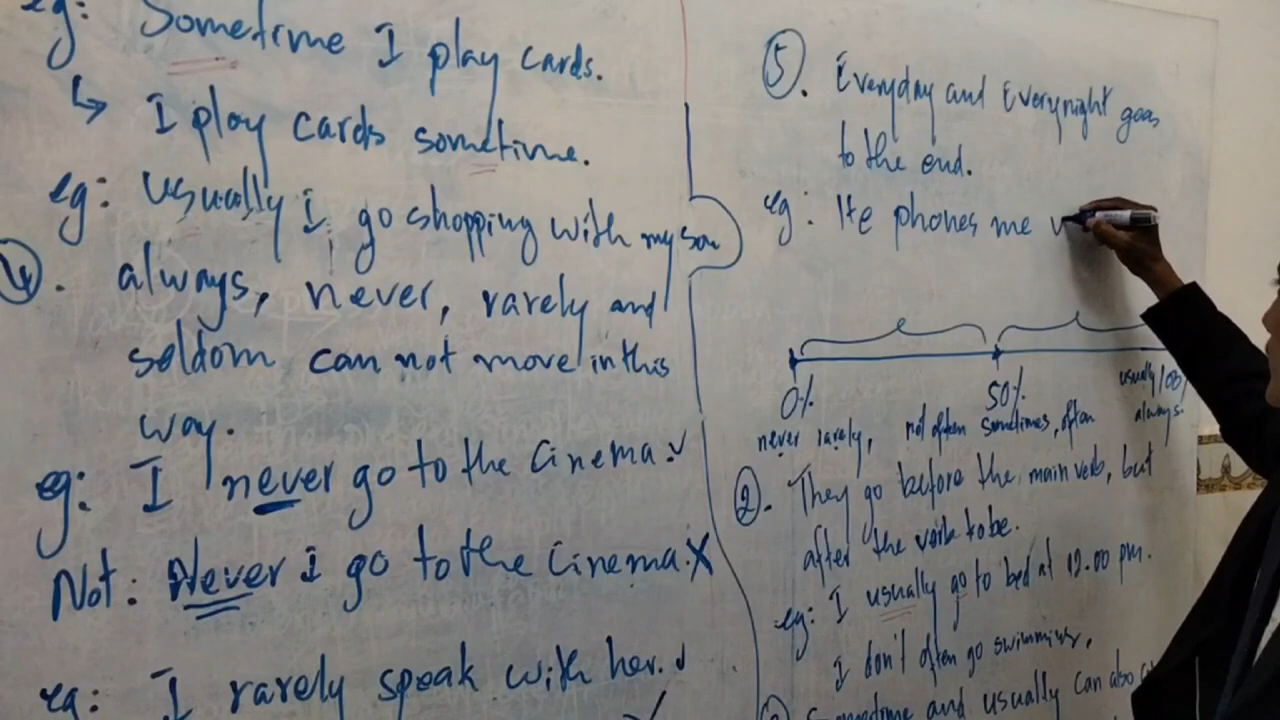 eg: Sometime I play cards.
↳ I play cards sometime.
eg: Usually I go shopping with my son
4. always, never, rarely and
seldom can not move in this
way.
eg: I never go to the cinema. ✓
Not: Never i go to the cinema. X
eg: I rarely speak with her. ✓
5. Everyday and Everynight goes
to the end.
eg: He phones me
0% 50% usually/100
never rarely, not often sometimes, often always.
2. They go before the main verb, but
after the verb to be.
eg: I usually go to bed at 12.00 pm.
I don't often go swimming,
Sometime and usually can also